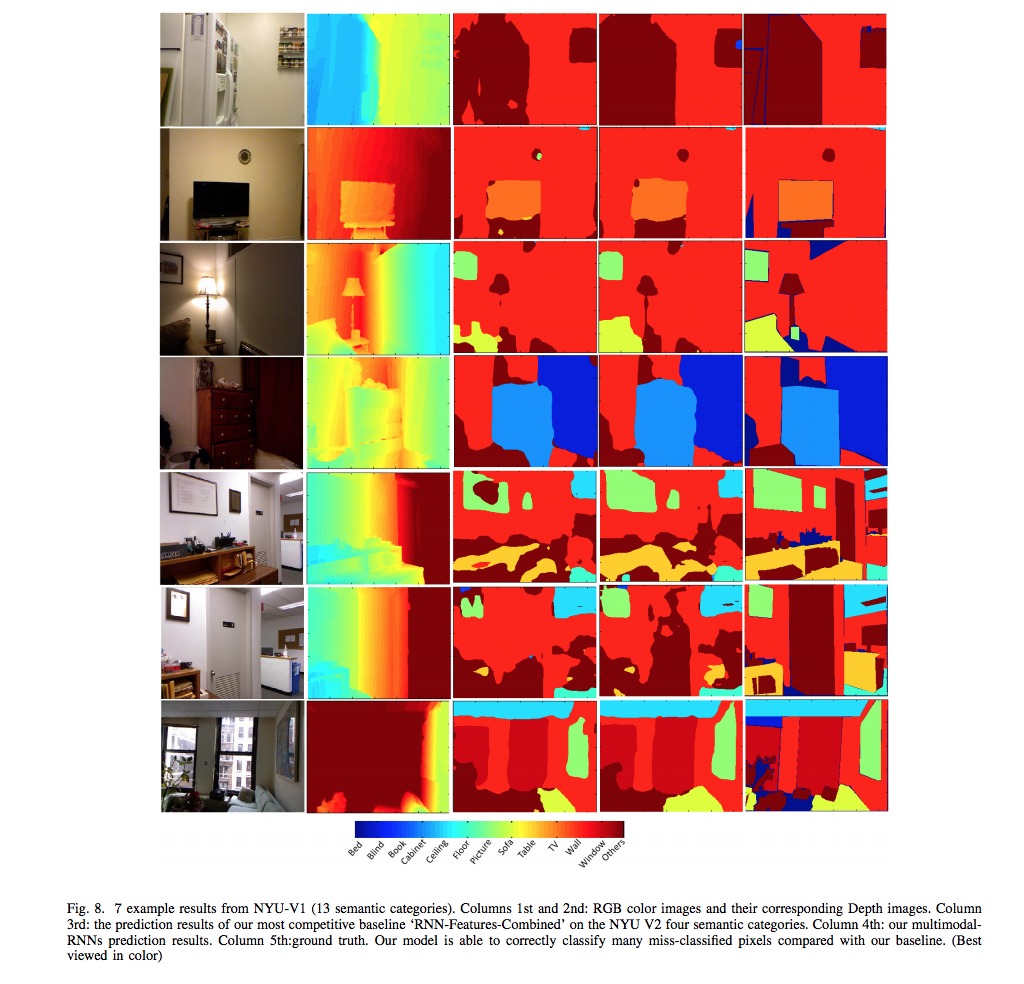 Bed
Blind
Book
Cabinet
Ceiling
Floor
Picture
Sofa
Table
TV
Wall
Window
Others
Fig. 8. 7 example results from NYU-V1 (13 semantic categories). Columns 1st and 2nd: RGB color images and their corresponding Depth images. Column
3rd: the prediction results of our most competitive baseline ‘RNN-Features-Combined’ on the NYU V2 four semantic categories. Column 4th: our multimodal-
RNNs prediction results. Column 5th:ground truth. Our model is able to correctly classify many miss-classified pixels compared with our baseline. (Best
viewed in color)